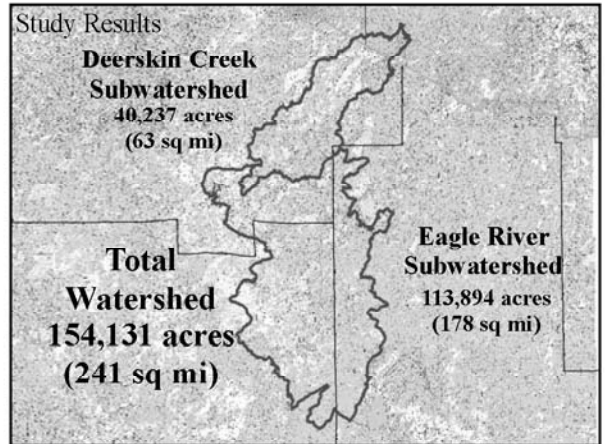 Study Results
Deerskin Creek
Subwatershed
40,237 acres
(63 sq mi)
Total
Watershed
154,131 acres
(241 sq mi)
Eagle River
Subwatershed
113,894 acres
(178 sq mi)